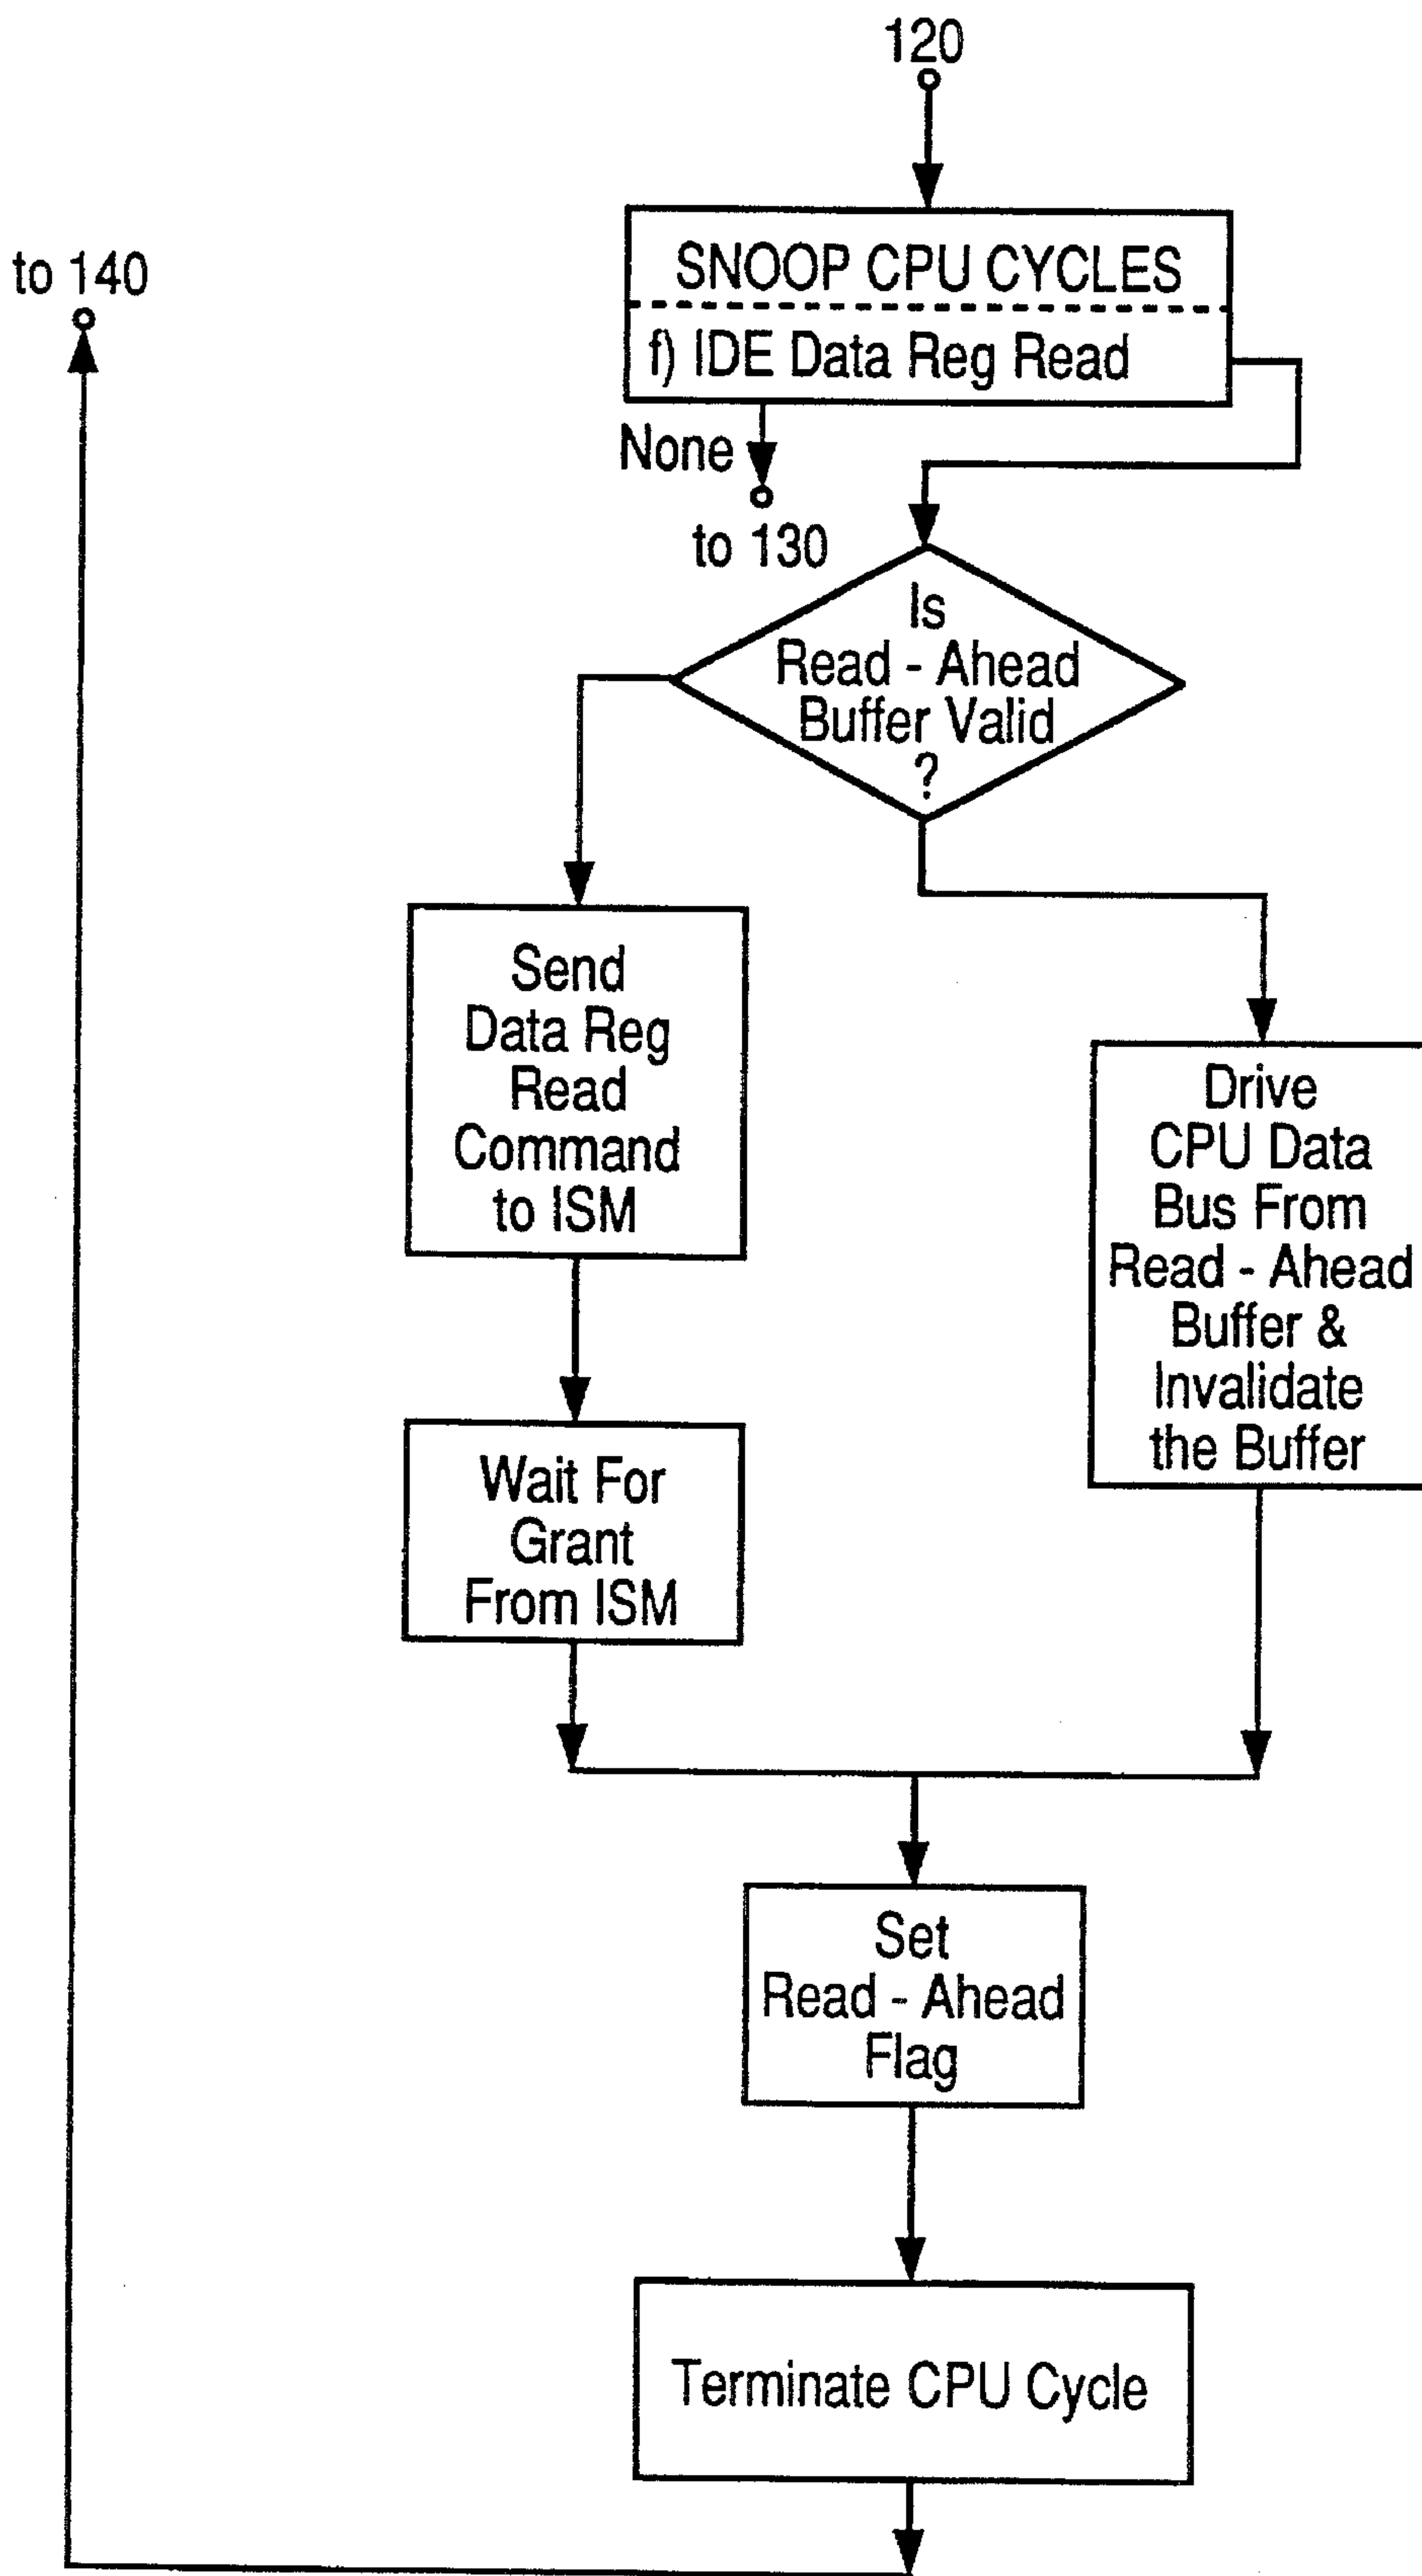 120
to 140
SNOOP CPU CYCLES
f) IDE Data Reg Read
None
to 130
Is
Read - Ahead
Buffer Valid
?
Send
Data Reg
Read
Command
to ISM
Wait For
Grant
From ISM
Drive
CPU Data
Bus From
Read - Ahead
Buffer &
Invalidate
the Buffer
Set
Read - Ahead
Flag
Terminate CPU Cycle